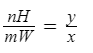 nH/mW = y/x